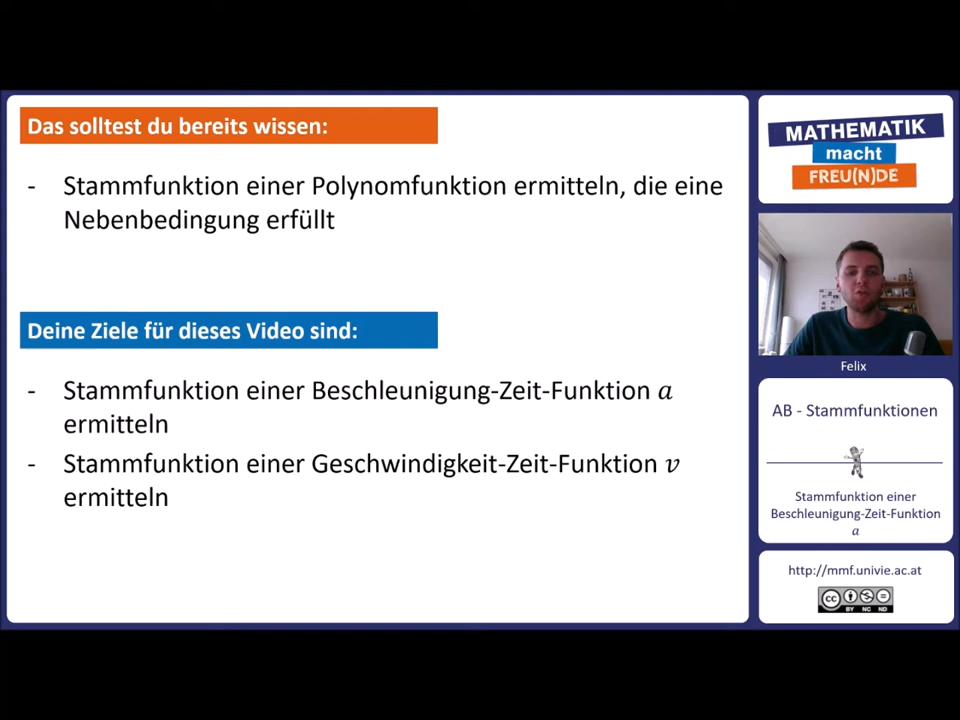 Das solltest du bereits wissen:
- Stammfunktion einer Polynomfunktion ermitteln, die eine
Nebenbedingung erfüllt
Deine Ziele für dieses Video sind:
- Stammfunktion einer Beschleunigung-Zeit-Funktion a
ermitteln
- Stammfunktion einer Geschwindigkeit-Zeit-Funktion v
ermitteln
MATHEMATIK
macht
FREU(N)DE
Felix
AB - Stammfunktionen
Stammfunktion einer
Beschleunigung-Zeit-Funktion
a
http://mmf.univie.ac.at
cc
BY NC ND